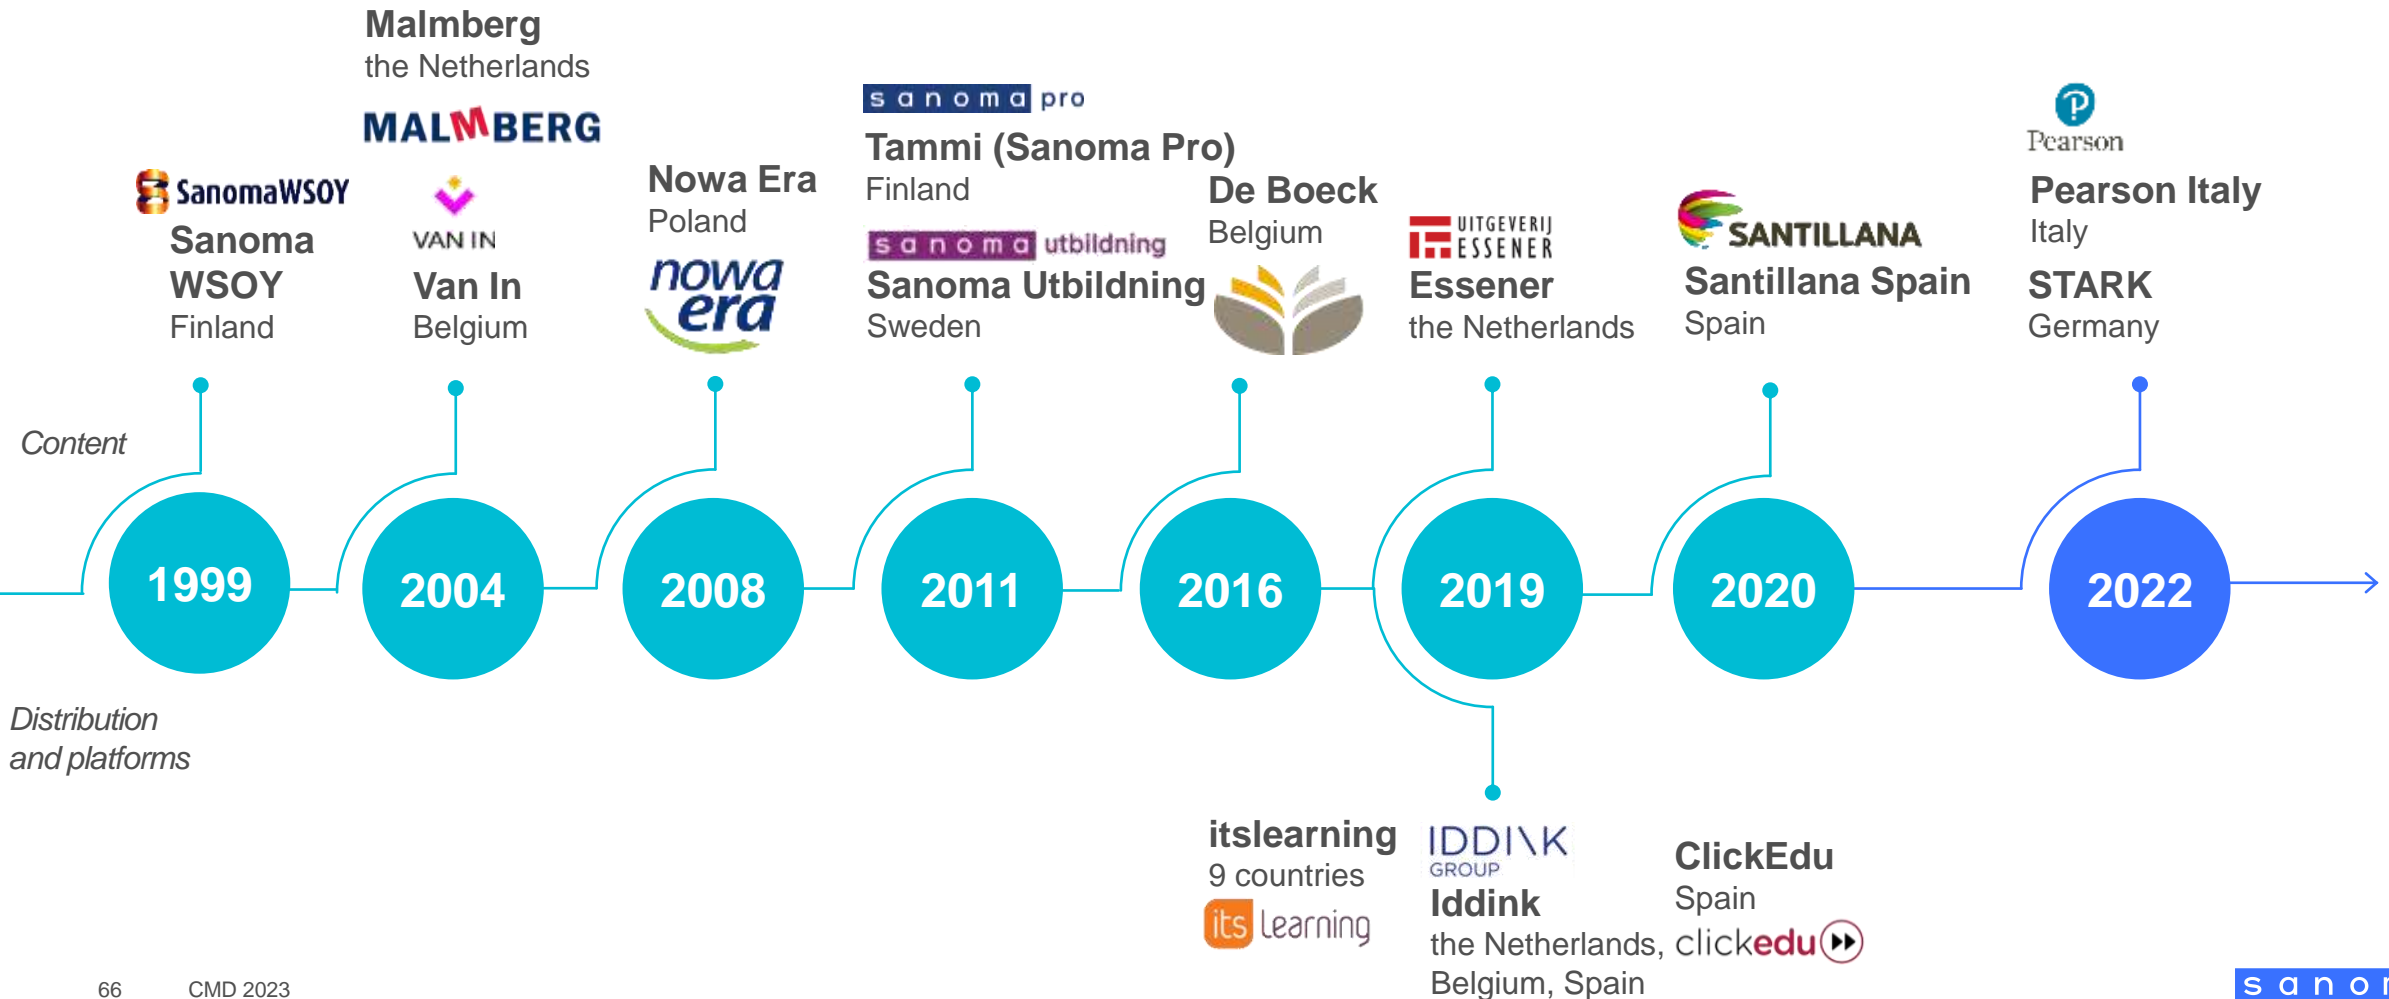 Malmberg
the Netherlands
MALMBERG
SanomaWSOY
Sanoma
WSOY
Finland
VAN IN
Van In
Belgium
Nowa Era
Poland
nowa
era
sanoma pro
Tammi (Sanoma Pro)
Finland
sanoma utbildning
Sanoma Utbildning
Sweden
De Boeck
Belgium
UITGEVERIJ
ESSENER
Essener
the Netherlands
SANTILLANA
Santillana Spain
Spain
Pearson
Pearson Italy
Italy
STARK
Germany
Content
1999
2004
2008
2011
2016
2019
2020
2022
Distribution
and platforms
itslearning
9 countries
its learning
IDDINK
GROUP
Iddink
the Netherlands,
Belgium, Spain
ClickEdu
Spain
clickedu
66 CMD 2023